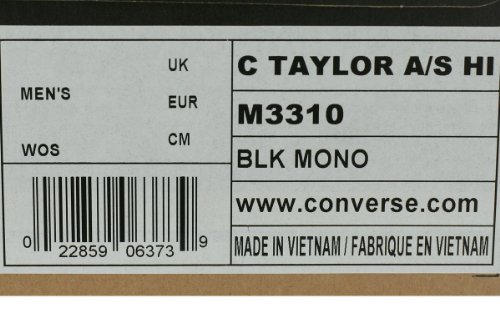 MEN'S
WOS
UK
EUR
CM
C TAYLOR A/S HI
M3310
BLK MONO
www.converse.com
MADE IN VIETNAM / FABRIQUE EN VIETNAM
0 22859 06373 9